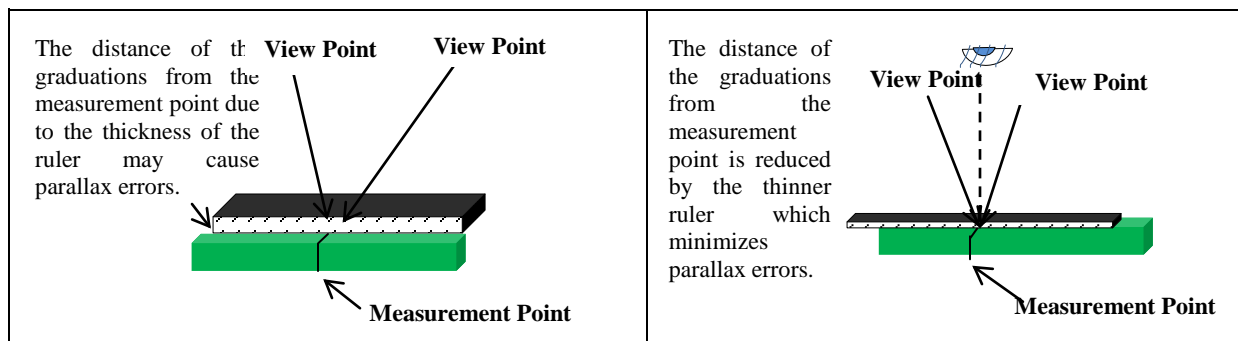 The distance of th
graduations from the
measurement point due
to the thickness of the
ruler may cause
parallax errors.
View Point
View Point
Measurement Point
The distance of
the graduations
from the
measurement
point is reduced
by the thinner
ruler which
minimizes
parallax errors.
View Point
View Point
Measurement Point